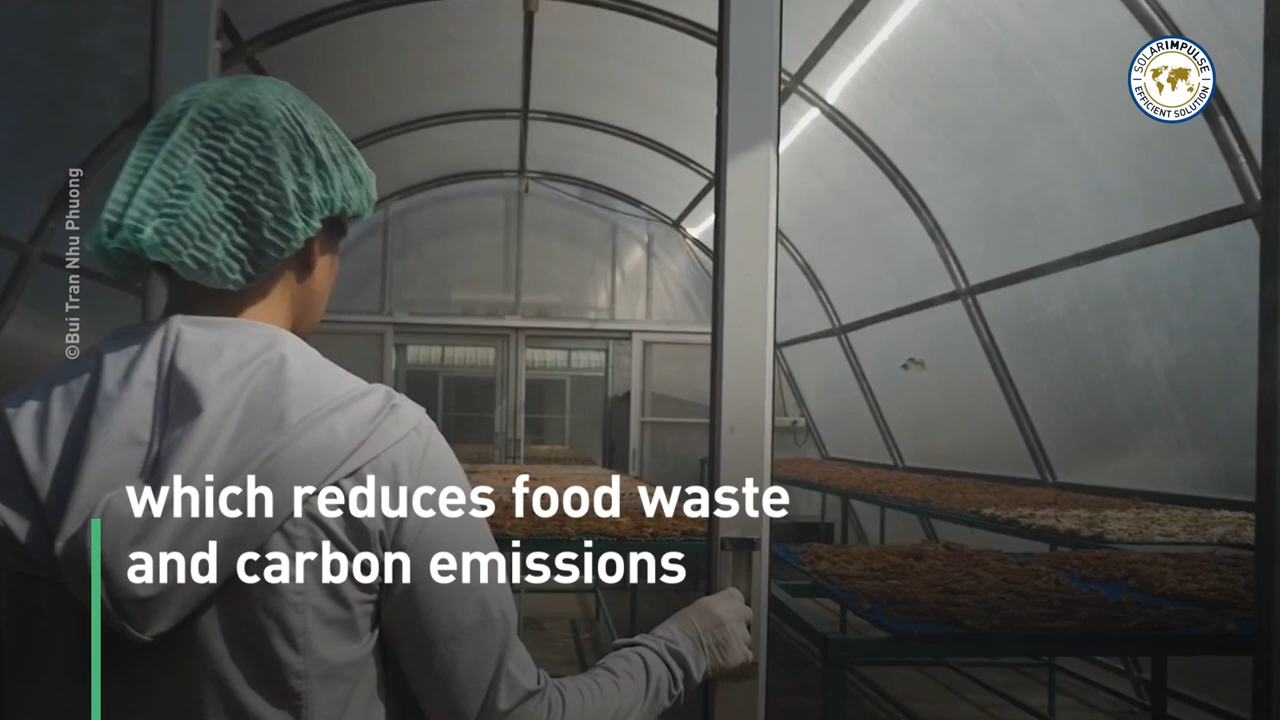 SOLARIMPULSE
EFFICIENT SOLUTION
©Bui Tran Nhu Phuong
which reduces food waste
and carbon emissions